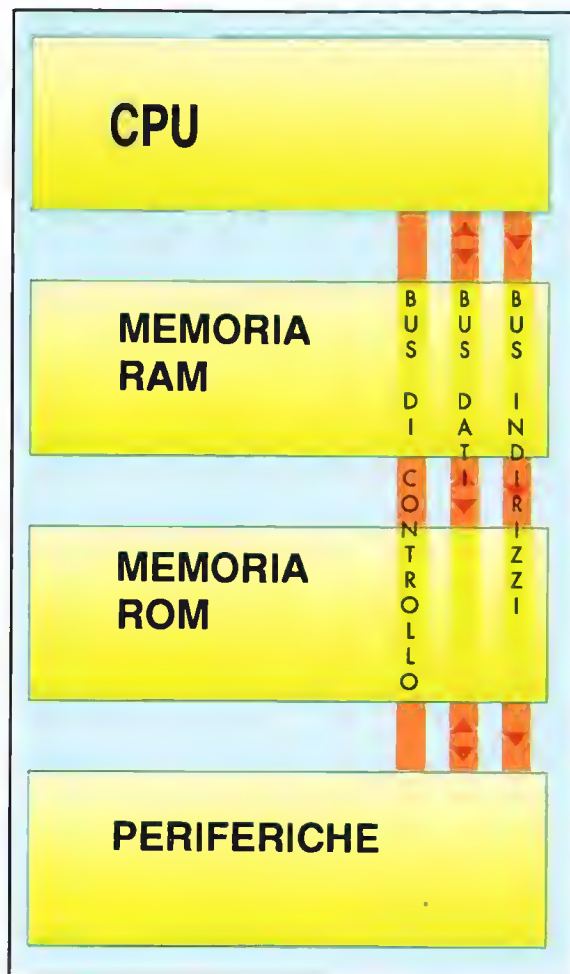 CPU
MEMORIA
RAM
MEMORIA
ROM
PERIFERICHE
BUS DI CONTROLLO
BUS DATI
BUS INDIRIZZI